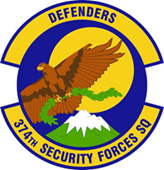 DEFENDERS
374TH SECURITY FORCES SQ